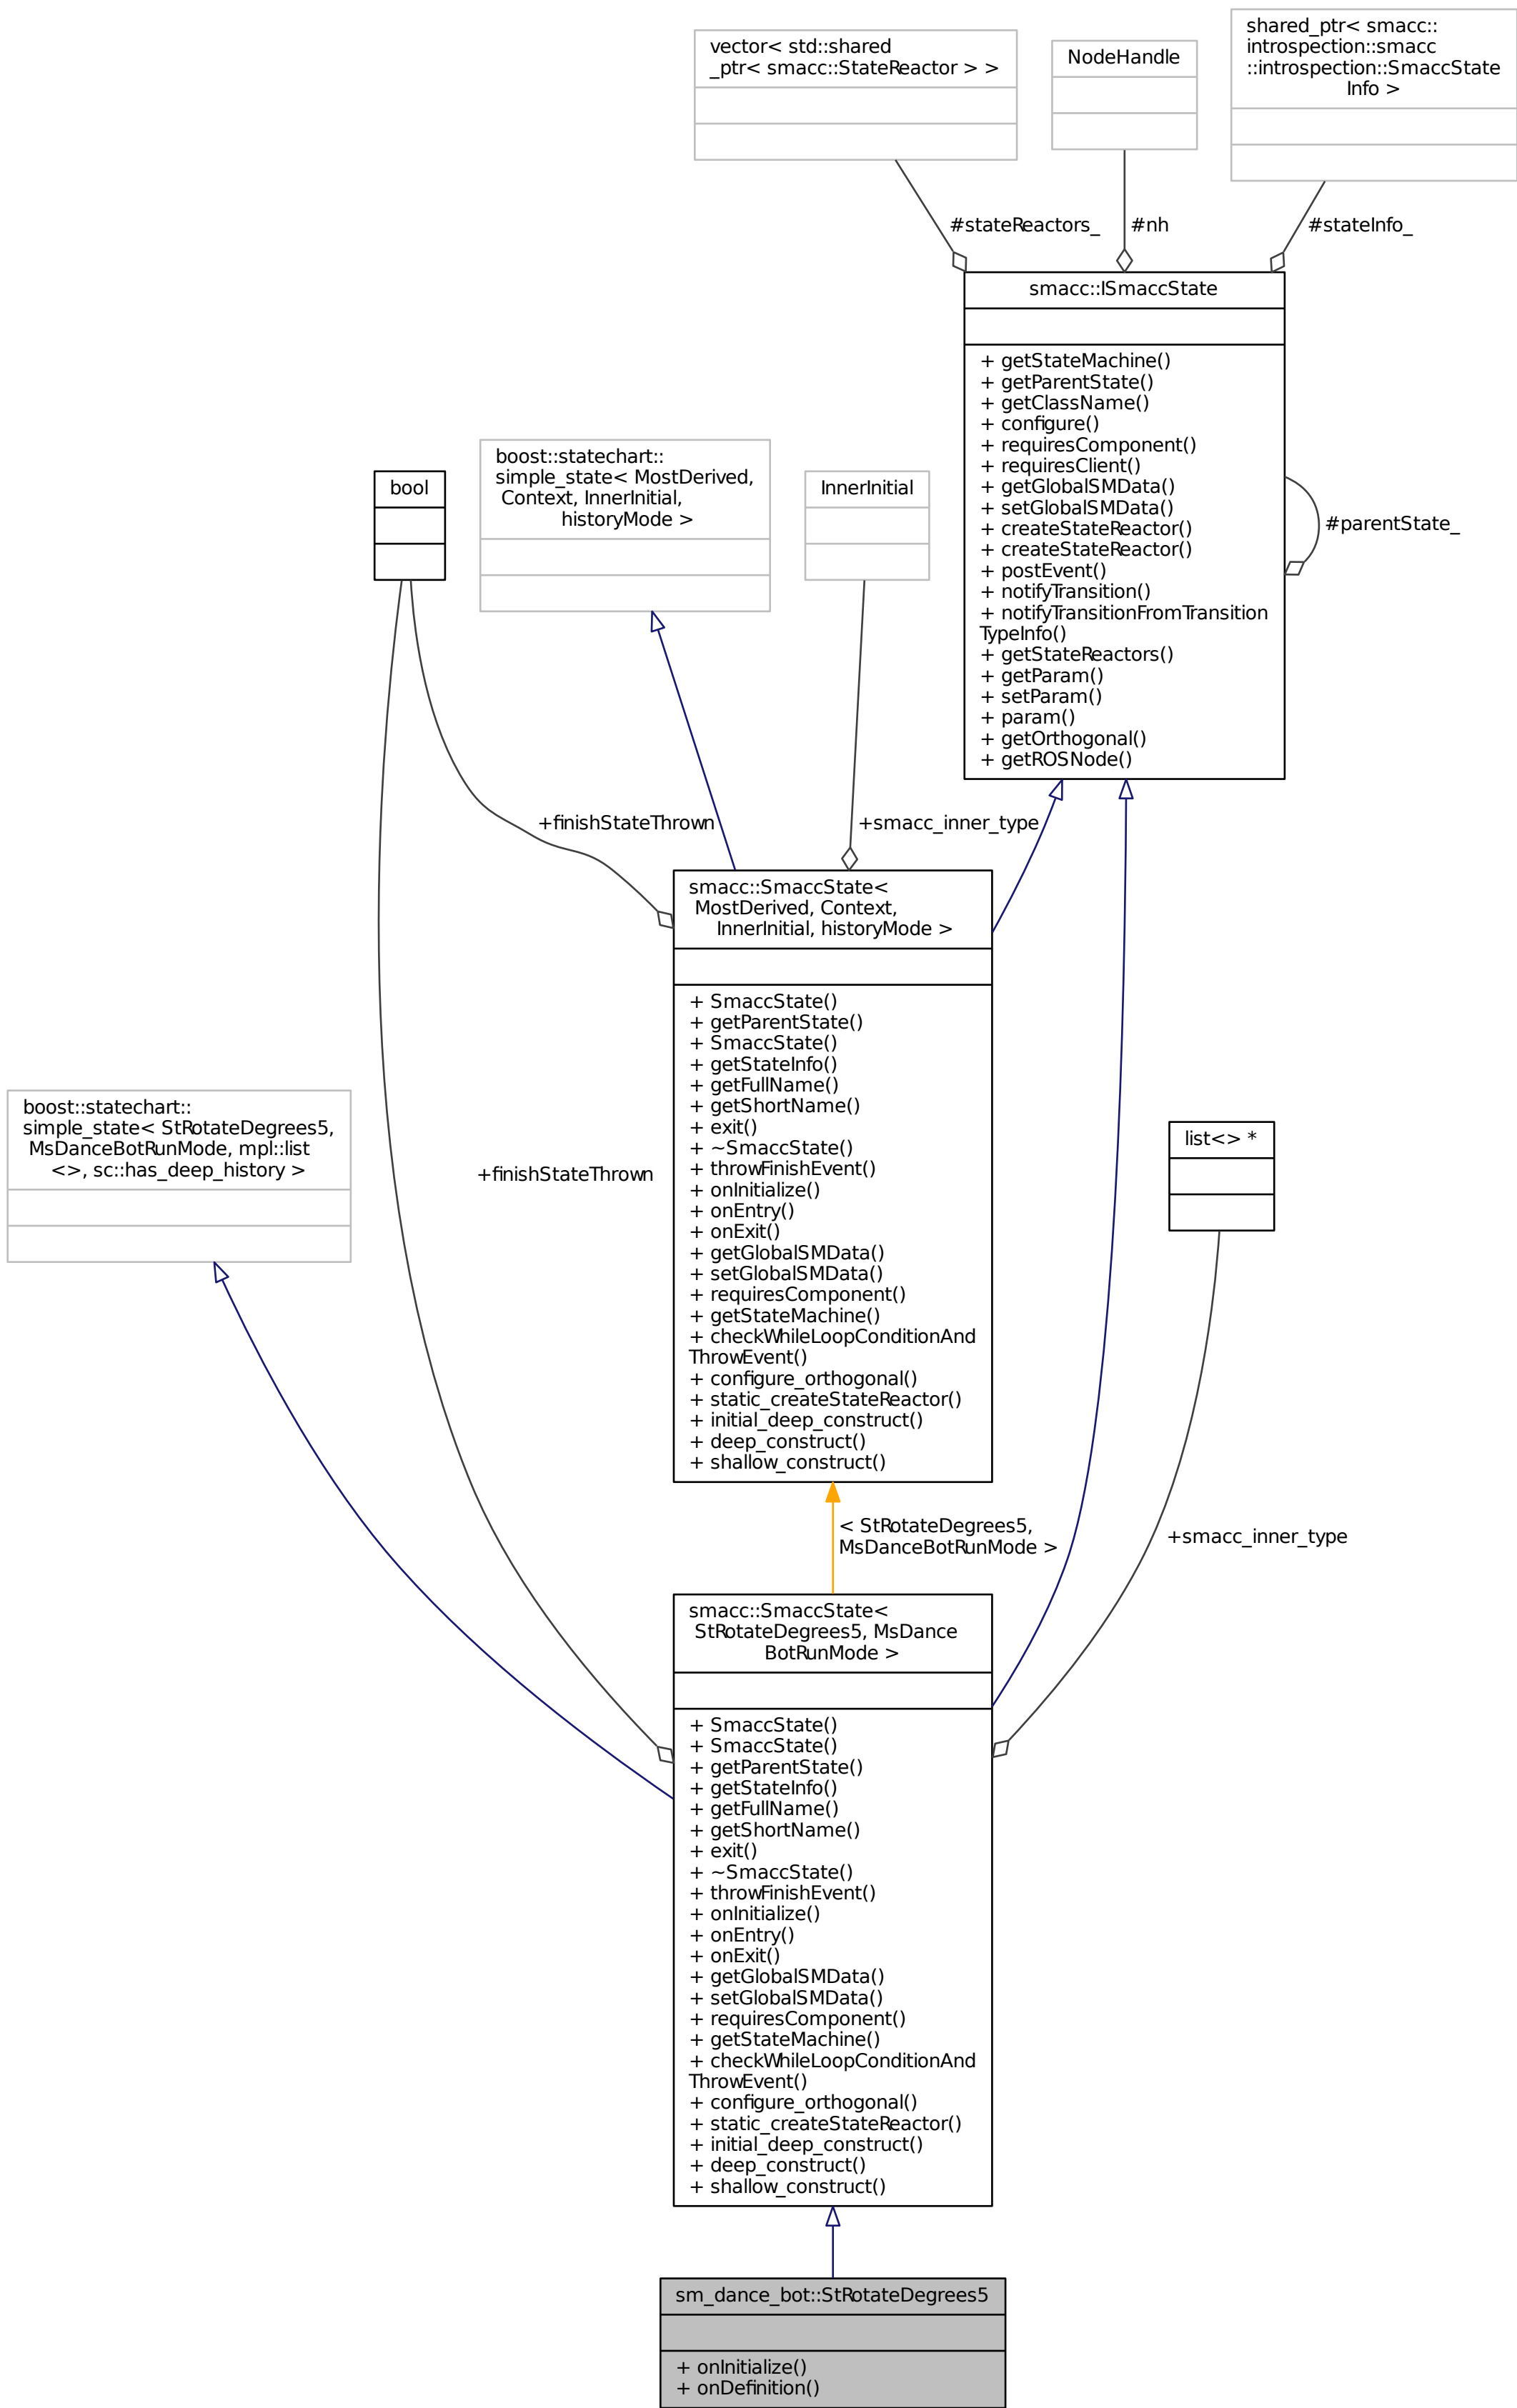 vector< std::shared
_ptr< smacc::StateReactor > >
NodeHandle
shared_ptr< smacc::
introspection::smacc
::introspection::SmaccState
Info >
#stateReactors_
#nh
#stateInfo_
smacc::ISmaccState
+ getStateMachine()
+ getParentState()
+ getClassName()
+ configure()
+ requiresComponent()
+ requiresClient()
+ getGlobalSMData()
+ setGlobalSMData()
+ createStateReactor()
+ createStateReactor()
+ postEvent()
+ notifyTransition()
+ notifyTransitionFromTransition
TypeInfo()
+ getStateReactors()
+ getParam()
+ setParam()
+ param()
+ getOrthogonal()
+ getROSNode()
#parentState_
bool
boost::statechart::
simple_state< MostDerived,
Context, InnerInitial,
historyMode >
InnerInitial
+finishStateThrown
+smacc_inner_type
smacc::SmaccState<
MostDerived, Context,
InnerInitial, historyMode >
+ SmaccState()
+ getParentState()
+ SmaccState()
+ getStateInfo()
+ getFullName()
+ getShortName()
+ exit()
+ ~SmaccState()
+ throwFinishEvent()
+ onInitialize()
+ onEntry()
+ onExit()
+ getGlobalSMData()
+ setGlobalSMData()
+ requiresComponent()
+ getStateMachine()
+ checkWhileLoopConditionAnd
ThrowEvent()
+ configure_orthogonal()
+ static_createStateReactor()
+ initial_deep_construct()
+ deep_construct()
+ shallow_construct()
boost::statechart::
simple_state< StRotateDegrees5,
MsDanceBotRunMode, mpl::list
<>, sc::has_deep_history >
+finishStateThrown
list<> *
< StRotateDegrees5,
MsDanceBotRunMode >
+smacc_inner_type
smacc::SmaccState<
StRotateDegrees5, MsDance
BotRunMode >
+ SmaccState()
+ SmaccState()
+ getParentState()
+ getStateInfo()
+ getFullName()
+ getShortName()
+ exit()
+ ~SmaccState()
+ throwFinishEvent()
+ onInitialize()
+ onEntry()
+ onExit()
+ getGlobalSMData()
+ setGlobalSMData()
+ requiresComponent()
+ getStateMachine()
+ checkWhileLoopConditionAnd
ThrowEvent()
+ configure_orthogonal()
+ static_createStateReactor()
+ initial_deep_construct()
+ deep_construct()
+ shallow_construct()
sm_dance_bot::StRotateDegrees5
+ onInitialize()
+ onDefinition()